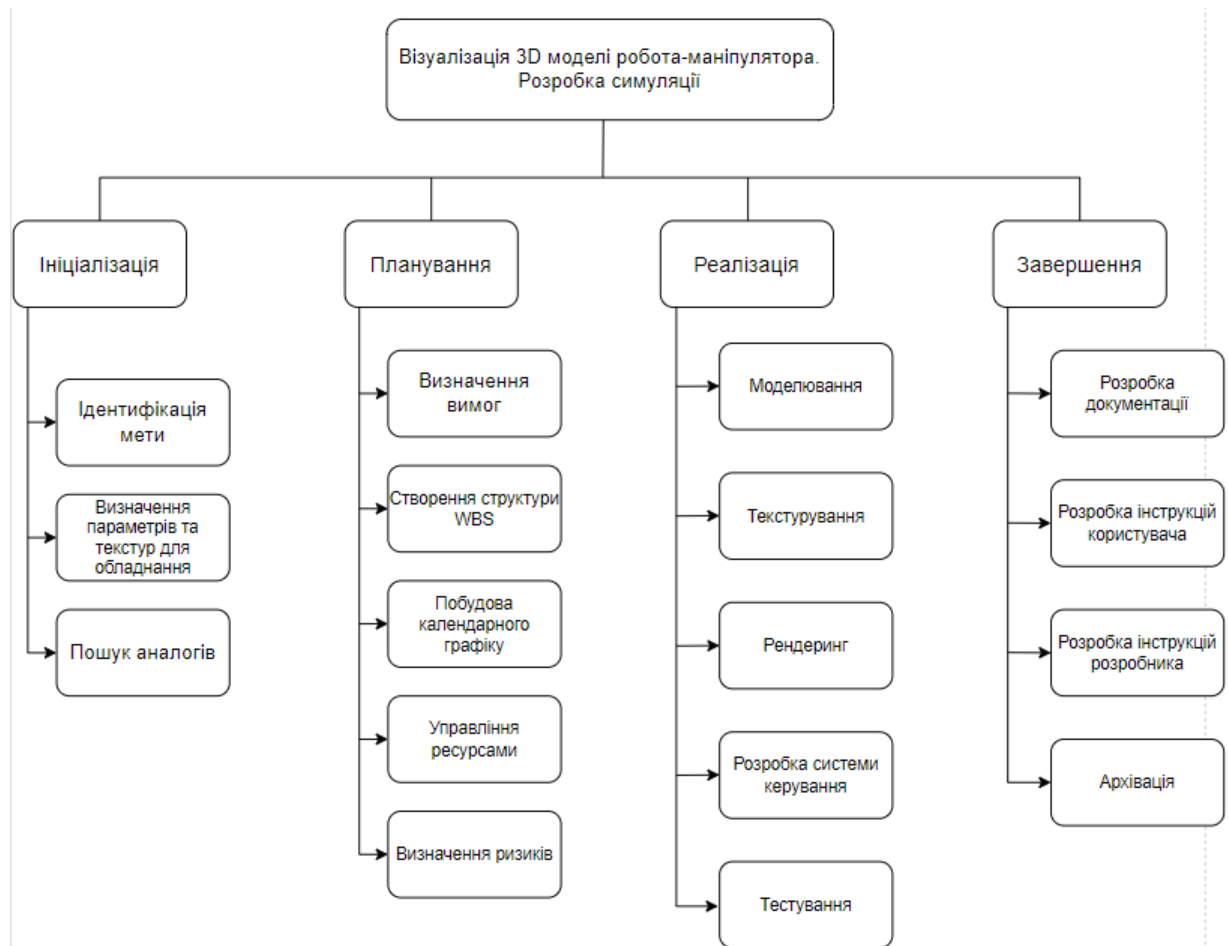 Візуалізація 3D моделі робота-маніпулятора.
Розробка симуляції
Ініціалізація
Планування
Реалізація
Завершення
Ідентифікація
мети
Визначення
параметрів та
текстур для
обладнання
Пошук аналогів
Визначення
вимог
Створення структури
WBS
Побудова
календарного
графіку
Управління
ресурсами
Визначення ризиків
Моделювання
Текстурування
Рендеринг
Розробка системи
керування
Тестування
Розробка
документації
Розробка інструкцій
користувача
Розробка інструкцій
розробника
Архівація